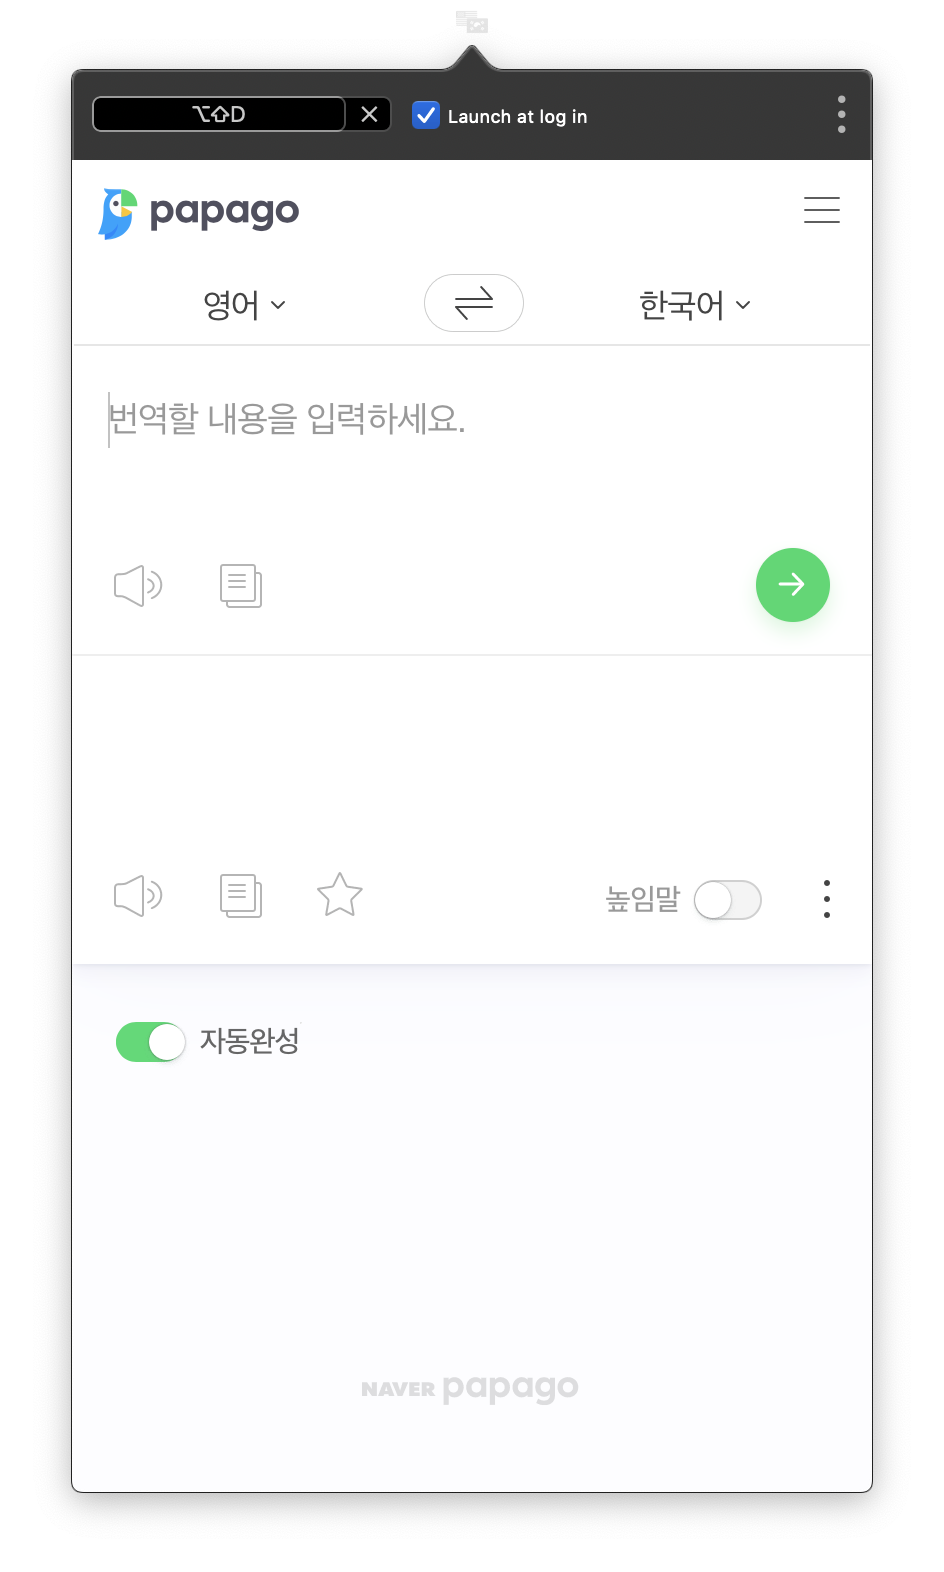 ⌥⇧D
Launch at log in
papago
영어 한국어
번역할 내용을 입력하세요.
높임말
자동완성
NAVER papago